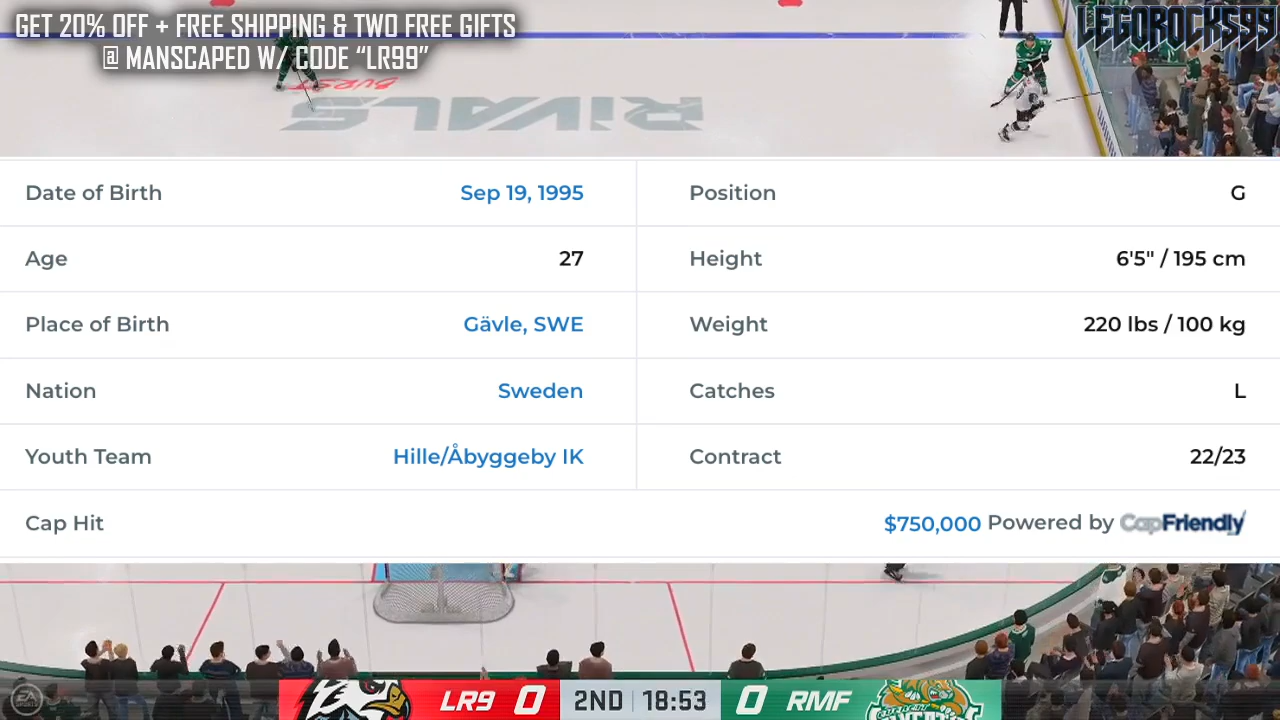 GET 20% OFF + FREE SHIPPING & TWO FREE GIFTS
@ MANSCAPED W/ CODE “LR99”
LEGOROCKS99
BURST
RIVALS
Date of Birth Sep 19, 1995 Position G
Age 27 Height 6'5" / 195 cm
Place of Birth Gävle, SWE Weight 220 lbs / 100 kg
Nation Sweden Catches L
Youth Team Hille/Åbyggeby IK Contract 22/23
Cap Hit $750,000 Powered by CapFriendly
EA SPORTS
LR9 0 2ND 18:53 0 RMF